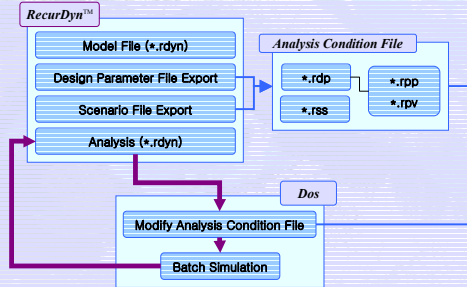 RecurDyn™
Model File (*.rdyn)
Design Parameter File Export
Scenario File Export
Analysis (*.rdyn)
Analysis Condition File
*.rdp
*.rss
*.rpp
*.rpv
Dos
Modify Analysis Condition File
Batch Simulation